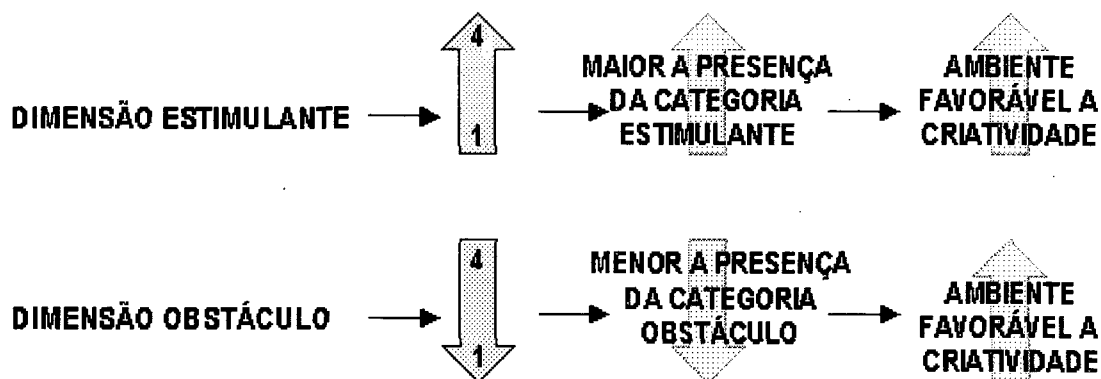 DIMENSÃO ESTIMULANTE
4
1
MAIOR A PRESENÇA
DA CATEGORIA
ESTIMULANTE
AMBIENTE
FAVORÁVEL A
CRIATIVIDADE
DIMENSÃO OBSTÁCULO
4
1
MENOR A PRESENÇA
DA CATEGORIA
OBSTÁCULO
AMBIENTE
FAVORÁVEL A
CRIATIVIDADE